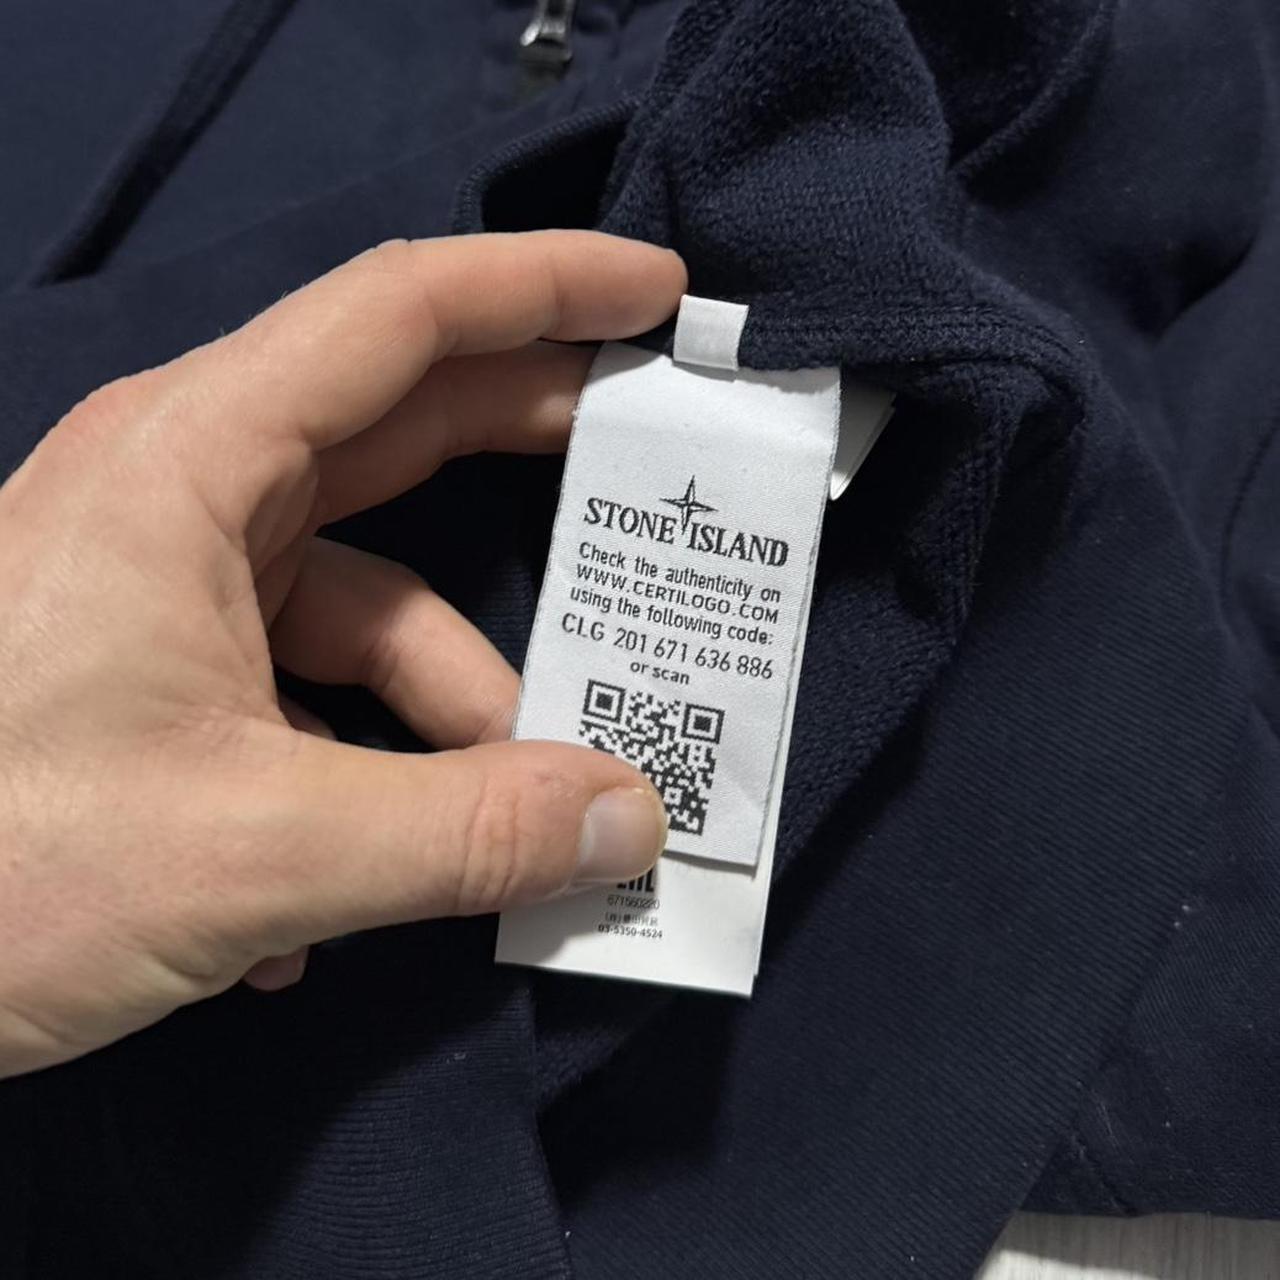 STONE ISLAND
Check the authenticity on
WWW.CERTILOGO.COM
using the following code:
CLG 201 671 636 886
or scan
671560220
03-5350-4524